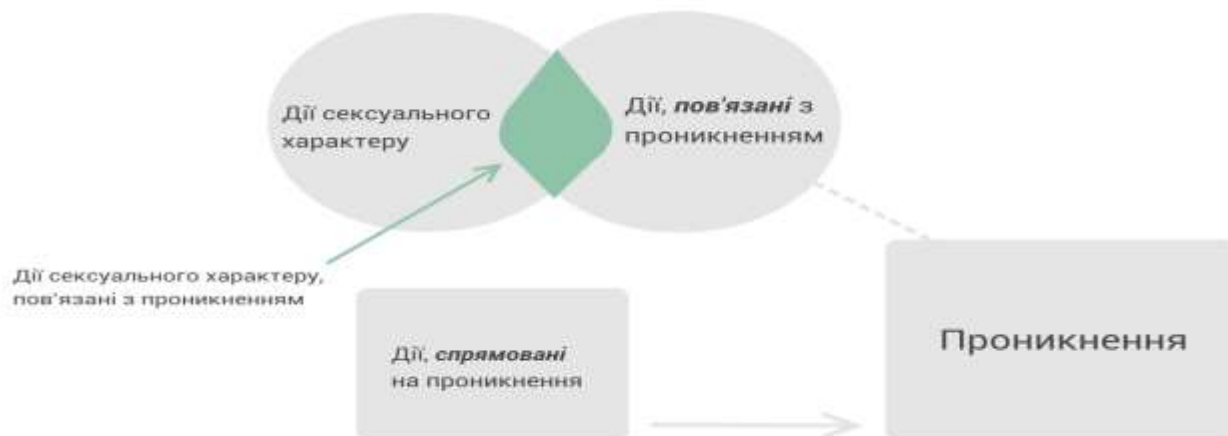 Дії сексуального
характеру
Дії, пов'язані з
проникненням
Дії сексуального характеру,
пов'язані з проникненням
Дії, спрямовані
на проникнення
Проникнення